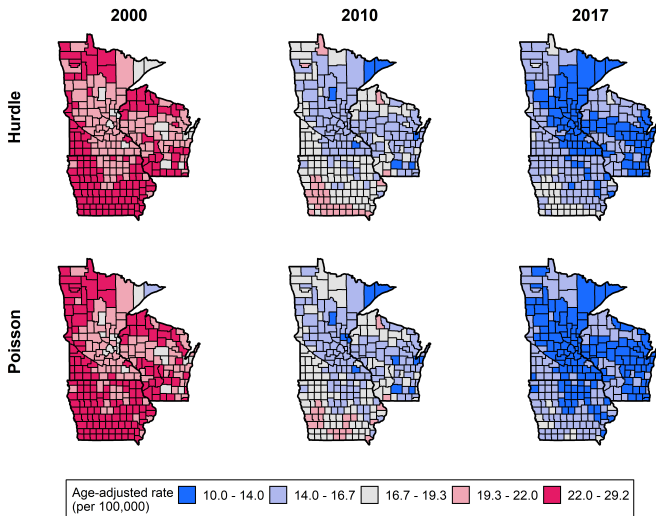 2000 2010 2017
Hurdle
Poisson
Age-adjusted rate
(per 100,000)
10.0 - 14.0 14.0 - 16.7 16.7 - 19.3 19.3 - 22.0 22.0 - 29.2